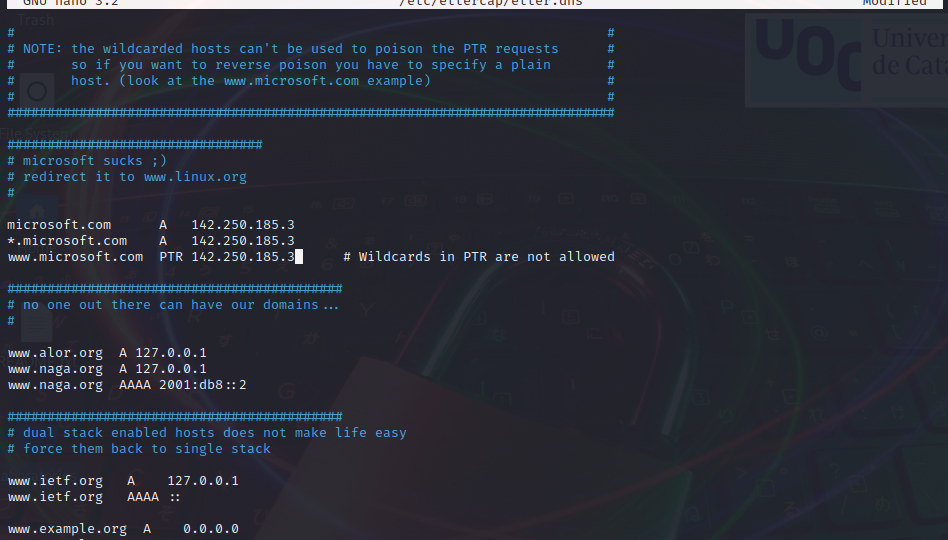 Trash
GNU nano 3.2 /etc/ettercap/etter.dns Modified
# #
# NOTE: the wildcarded hosts can't be used to poison the PTR requests #
# so if you want to reverse poison you have to specify a plain #
# host. (look at the www.microsoft.com example) #
# #
############################################################################
UOC Univer
de Cata
File System
################################
# microsoft sucks ;)
# redirect it to www.linux.org
#
microsoft.com A 142.250.185.3
*.microsoft.com A 142.250.185.3
www.microsoft.com PTR 142.250.185.3 # Wildcards in PTR are not allowed
##########################################
# no one out there can have our domains...
#
www.alor.org A 127.0.0.1
www.naga.org A 127.0.0.1
www.naga.org AAAA 2001:db8::2
##########################################
# dual stack enabled hosts does not make life easy
# force them back to single stack
www.ietf.org A 127.0.0.1
www.ietf.org AAAA ::
www.example.org A 0.0.0.0